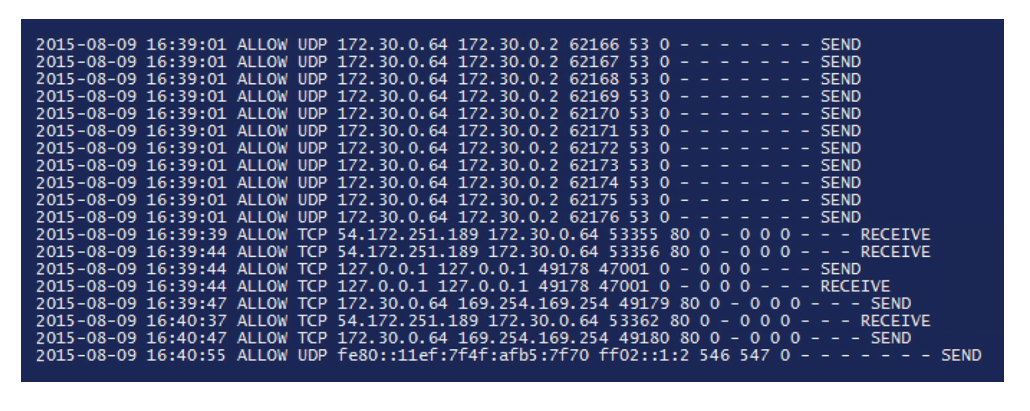 2015-08-09 16:39:01 ALLOW UDP 172.30.0.64 172.30.0.2 62166 53 0 - - - - - - - SEND
2015-08-09 16:39:01 ALLOW UDP 172.30.0.64 172.30.0.2 62167 53 0 - - - - - - - SEND
2015-08-09 16:39:01 ALLOW UDP 172.30.0.64 172.30.0.2 62168 53 0 - - - - - - - SEND
2015-08-09 16:39:01 ALLOW UDP 172.30.0.64 172.30.0.2 62169 53 0 - - - - - - - SEND
2015-08-09 16:39:01 ALLOW UDP 172.30.0.64 172.30.0.2 62170 53 0 - - - - - - - SEND
2015-08-09 16:39:01 ALLOW UDP 172.30.0.64 172.30.0.2 62171 53 0 - - - - - - - SEND
2015-08-09 16:39:01 ALLOW UDP 172.30.0.64 172.30.0.2 62172 53 0 - - - - - - - SEND
2015-08-09 16:39:01 ALLOW UDP 172.30.0.64 172.30.0.2 62173 53 0 - - - - - - - SEND
2015-08-09 16:39:01 ALLOW UDP 172.30.0.64 172.30.0.2 62174 53 0 - - - - - - - SEND
2015-08-09 16:39:01 ALLOW UDP 172.30.0.64 172.30.0.2 62175 53 0 - - - - - - - SEND
2015-08-09 16:39:01 ALLOW UDP 172.30.0.64 172.30.0.2 62176 53 0 - - - - - - - SEND
2015-08-09 16:39:39 ALLOW TCP 54.172.251.189 172.30.0.64 53355 80 0 - 0 0 0 - - - RECEIVE
2015-08-09 16:39:44 ALLOW TCP 54.172.251.189 172.30.0.64 53356 80 0 - 0 0 0 - - - RECEIVE
2015-08-09 16:39:44 ALLOW TCP 127.0.0.1 127.0.0.1 49178 47001 0 - 0 0 0 - - - SEND
2015-08-09 16:39:44 ALLOW TCP 127.0.0.1 127.0.0.1 49178 47001 0 - 0 0 0 - - - RECEIVE
2015-08-09 16:39:47 ALLOW TCP 172.30.0.64 169.254.169.254 49179 80 0 - 0 0 0 - - - SEND
2015-08-09 16:40:37 ALLOW TCP 54.172.251.189 172.30.0.64 53362 80 0 - 0 0 0 - - - RECEIVE
2015-08-09 16:40:47 ALLOW TCP 172.30.0.64 169.254.169.254 49180 80 0 - 0 0 0 - - - SEND
2015-08-09 16:40:55 ALLOW UDP fe80::11ef:7f4f:afb5:7f70 ff02::1:2 546 547 0 - - - - - - - SEND